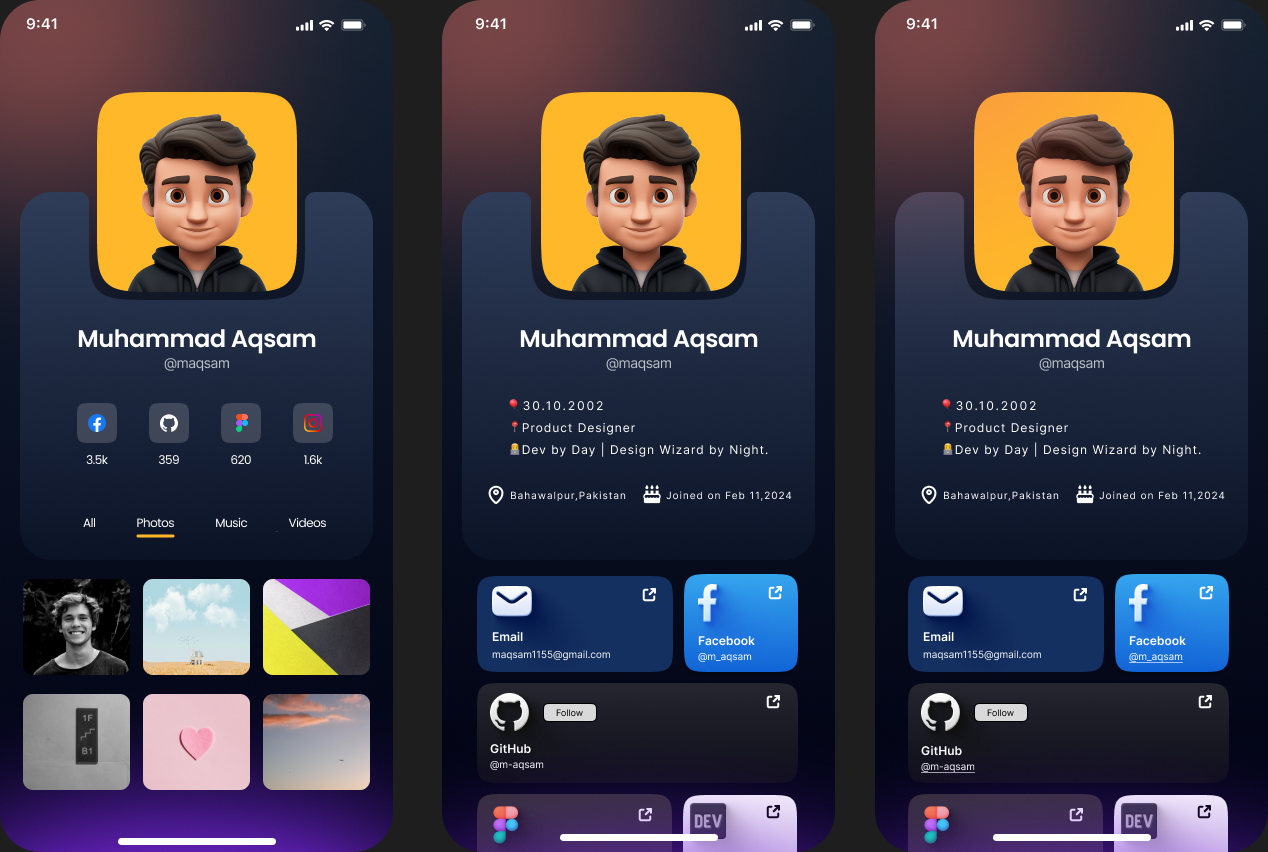 9:41
Muhammad Aqsam
@maqsam
3.5k 359 620 1.6k
All Photos Music Videos
1F
B1
9:41
Muhammad Aqsam
@maqsam
30.10.2002
Product Designer
Dev by Day | Design Wizard by Night.
Bahawalpur,Pakistan Joined on Feb 11,2024
Email
maqsam1155@gmail.com
Facebook
@m_aqsam
Follow
GitHub
@m-aqsam
DEV
9:41
Muhammad Aqsam
@maqsam
30.10.2002
Product Designer
Dev by Day | Design Wizard by Night.
Bahawalpur,Pakistan Joined on Feb 11,2024
Email
maqsam1155@gmail.com
Facebook
@m_aqsam
Follow
GitHub
@m-aqsam
DEV